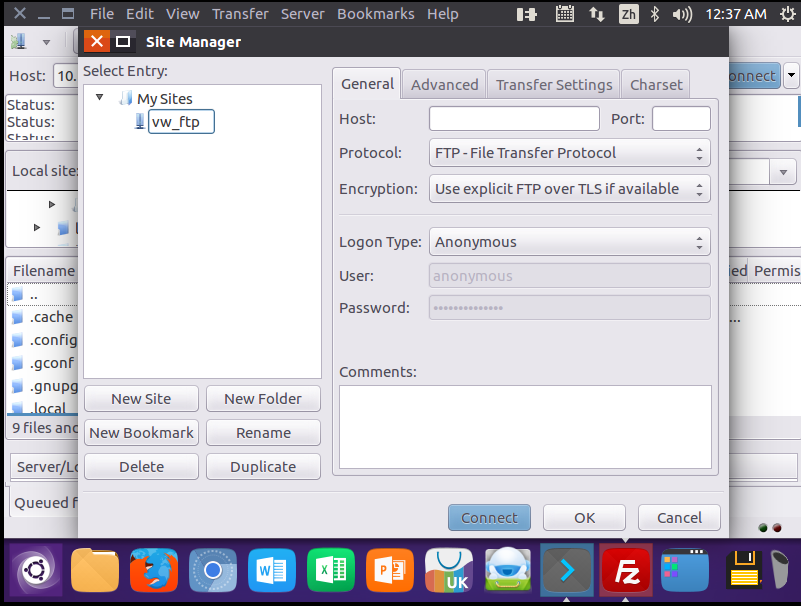 File Edit View Transfer Server Bookmarks Help Zh 12:37 AM
Site Manager
Host: 10.
Select Entry:
General Advanced Transfer Settings Charset
Status:
Status:
Status:
My Sites
vw_ftp
Host: Port:
Protocol: FTP - File Transfer Protocol
Encryption: Use explicit FTP over TLS if available
Local site:
Logon Type: Anonymous
User: anonymous
Password: ••••••••••••••
Filename Permis
..
.cache
.config
.gconf
.gnupg
.local
9 files and
Comments:
New Site New Folder
New Bookmark Rename
Delete Duplicate
Server/Lo
Queued f
Connect OK Cancel
W X P UK FZ